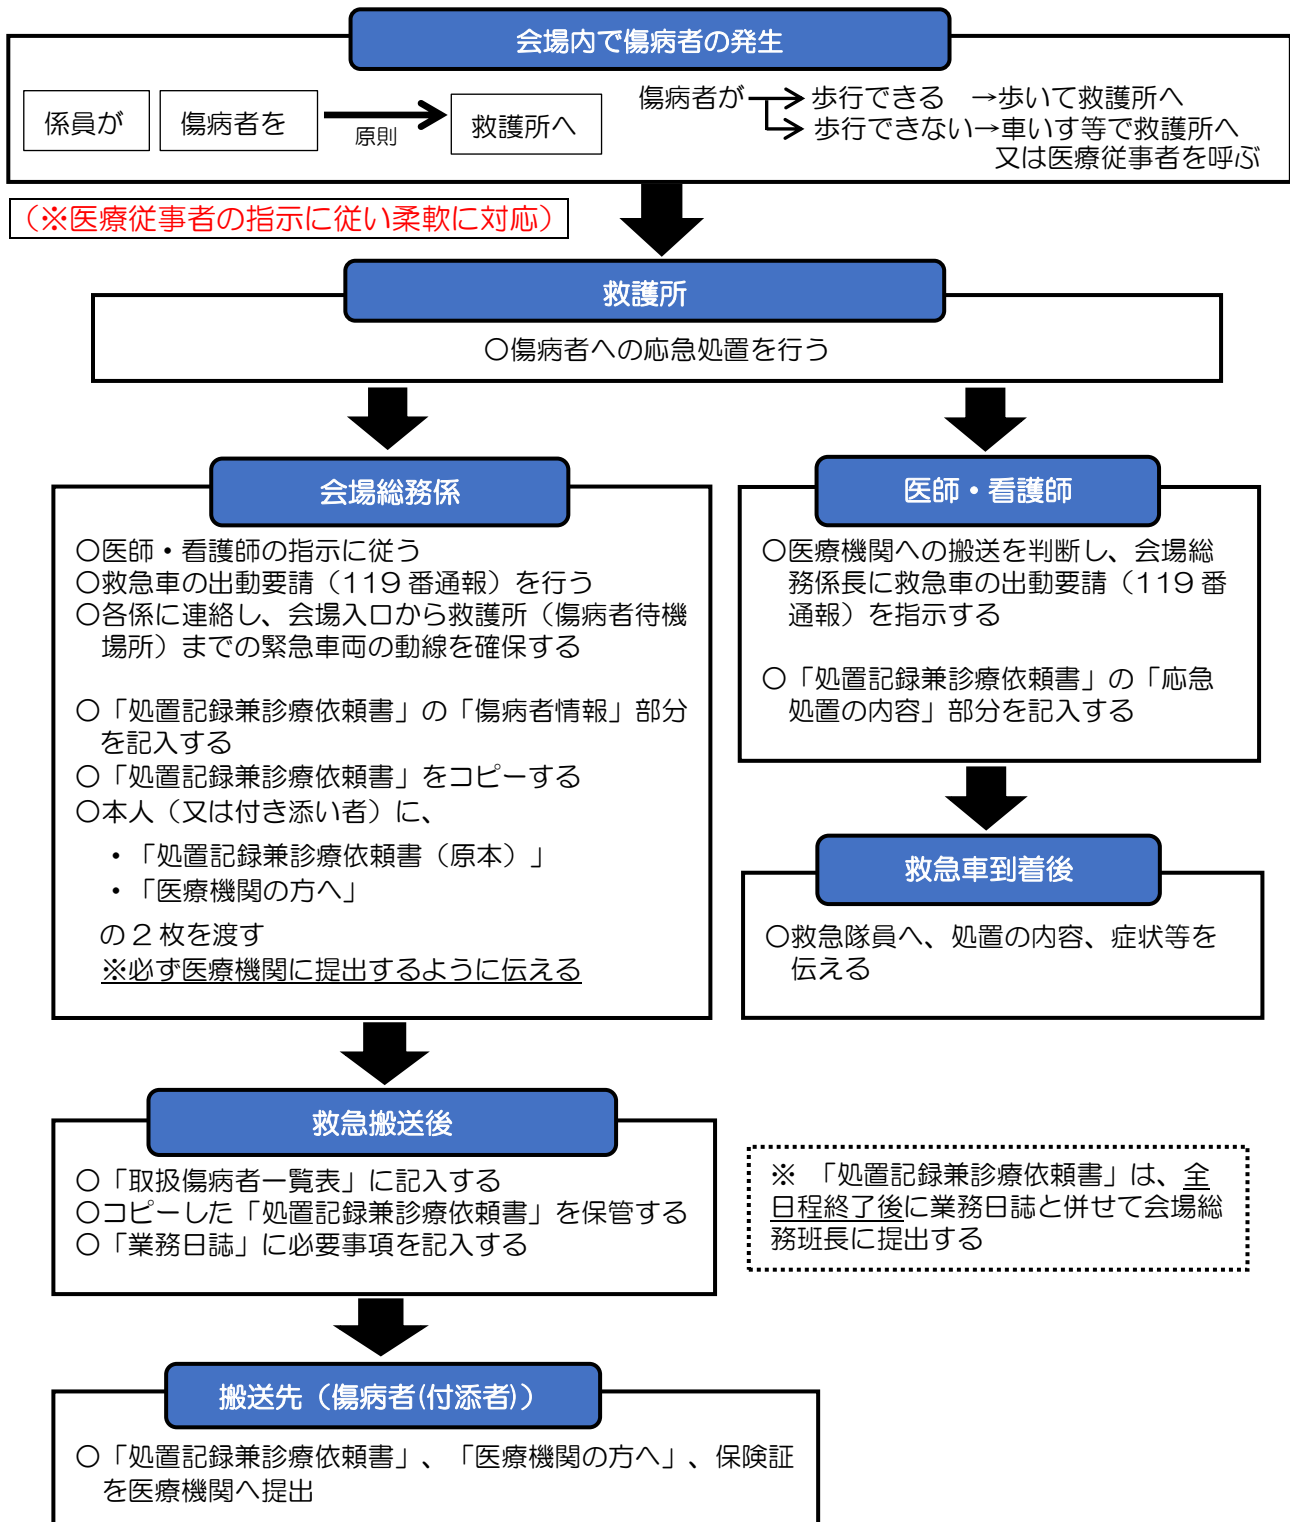 会場内で傷病者の発生
係員が
傷病者を
原則
救護所へ
傷病者が
歩行できる →歩いて救護所へ
歩行できない→車いす等で救護所へ
又は医療従事者を呼ぶ
（※医療従事者の指示に従い柔軟に対応）
救護所
〇傷病者への応急処置を行う
会場総務係
〇医師・看護師の指示に従う
〇救急車の出動要請（119番通報）を行う
〇各係に連絡し、会場入口から救護所（傷病者待機
場所）までの緊急車両の動線を確保する
〇「処置記録兼診療依頼書」の「傷病者情報」部分
を記入する
〇「処置記録兼診療依頼書」をコピーする
〇本人（又は付き添い者）に、
・「処置記録兼診療依頼書（原本）」
・「医療機関の方へ」
の２枚を渡す
※必ず医療機関に提出するように伝える
医師・看護師
〇医療機関への搬送を判断し、会場総
務係長に救急車の出動要請（119番
通報）を指示する
〇「処置記録兼診療依頼書」の「応急
処置の内容」部分を記入する
救急車到着後
〇救急隊員へ、処置の内容、症状等を
伝える
救急搬送後
〇「取扱傷病者一覧表」に記入する
〇コピーした「処置記録兼診療依頼書」を保管する
〇「業務日誌」に必要事項を記入する
※ 「処置記録兼診療依頼書」は、全
日程終了後に業務日誌と併せて会場総
務班長に提出する
搬送先（傷病者(付添者)）
〇「処置記録兼診療依頼書」、「医療機関の方へ」、保険証
を医療機関へ提出